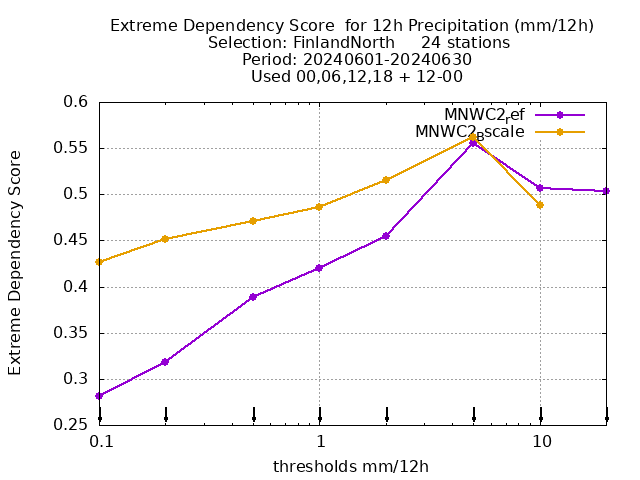 Extreme Dependency Score  for 12h Precipitation (mm/12h)
Selection: FinlandNorth     24 stations
Period: 20240601-20240630
Used 00,06,12,18 + 12-00
MNWC2_ref
MNWC2_Bscale
0.6
0.55
0.5
0.45
0.4
0.35
0.3
0.25
Extreme Dependency Score
0.1 1 10
thresholds mm/12h